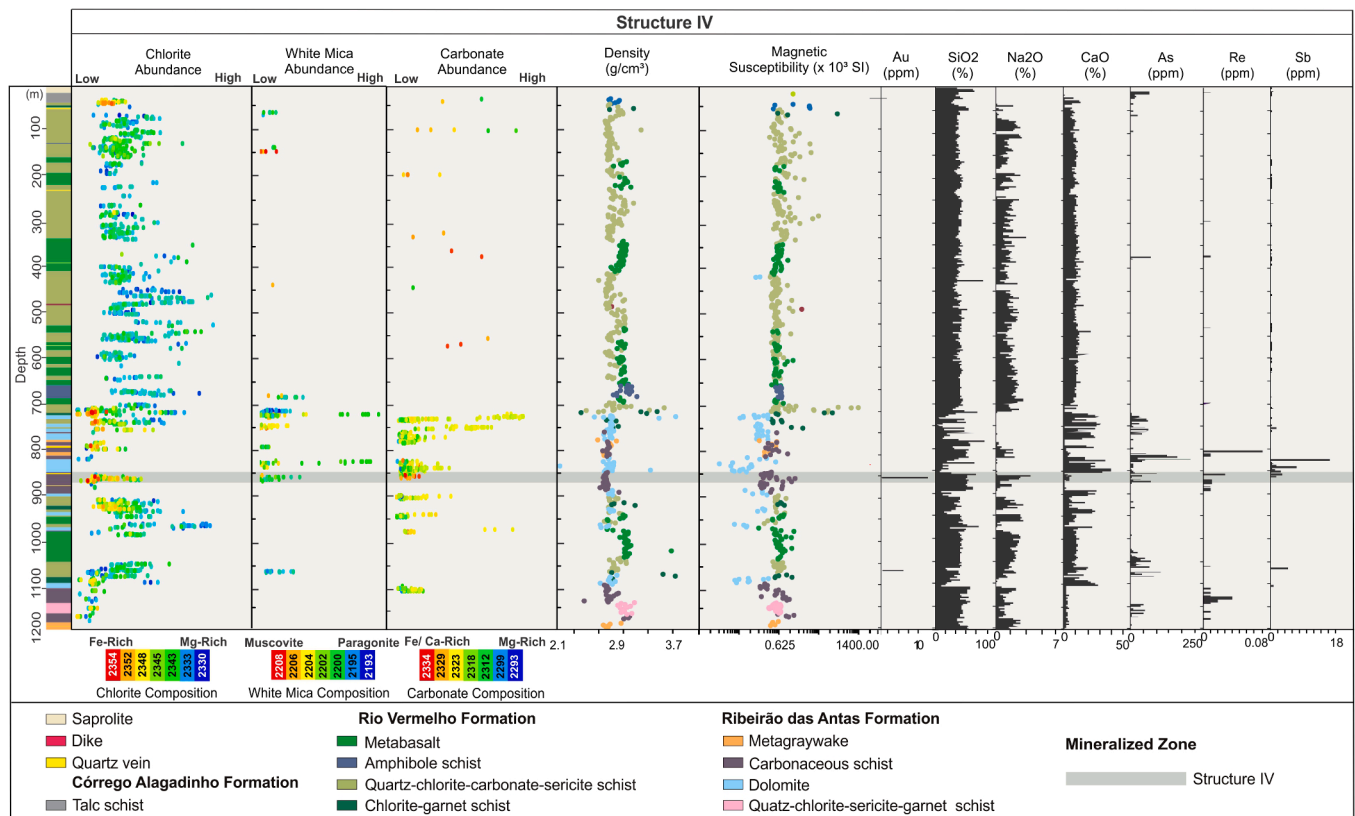 Structure IV
Chlorite Abundance
Low High
White Mica Abundance
Low High
Carbonate Abundance
Low High
Density (g/cm³)
Magnetic Susceptibility (x 10³ SI)
Au (ppm)
SiO2 (%)
Na2O (%)
CaO (%)
As (ppm)
Re (ppm)
Sb (ppm)
(m)
100
200
300
400
500
600
700
800
900
1000
1100
1200
Depth
Fe-Rich Mg-Rich
2354 2352 2348 2345 2343 2333 2330
Chlorite Composition
Muscovite Paragonite
2208 2206 2204 2202 2200 2195 2193
White Mica Composition
Fe/ Ca-Rich Mg-Rich
2334 2329 2323 2318 2312 2299 2293
Carbonate Composition
2.1 2.9 3.7
0.625 1400.00
0 10
0 100
0 7
0 50
0 250
0 0.08
0 18
Saprolite
Dike
Quartz vein
Córrego Alagadinho Formation
Talc schist
Rio Vermelho Formation
Metabasalt
Amphibole schist
Quartz-chlorite-carbonate-sericite schist
Chlorite-garnet schist
Ribeirão das Antas Formation
Metagraywake
Carbonaceous schist
Dolomite
Quatz-chlorite-sericite-garnet schist
Mineralized Zone
Structure IV